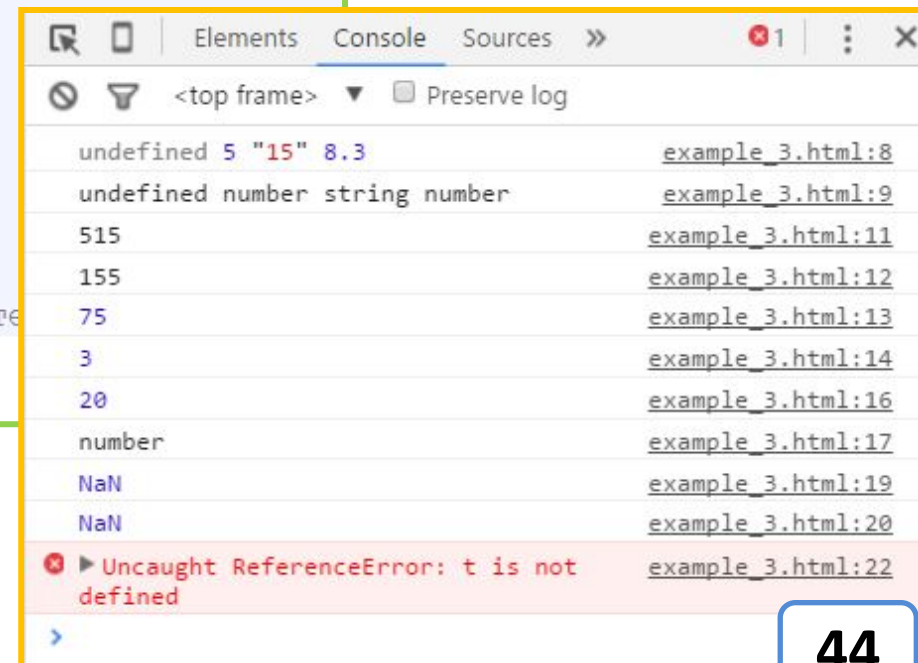 Elements Console Sources » 1
<top frame> ▼ Preserve log
undefined 5 "15" 8.3 example_3.html:8
undefined number string number example_3.html:9
515 example_3.html:11
155 example_3.html:12
75 example_3.html:13
3 example_3.html:14
20 example_3.html:16
number example_3.html:17
NaN example_3.html:19
NaN example_3.html:20
Uncaught ReferenceError: t is not example_3.html:22
defined
>
44